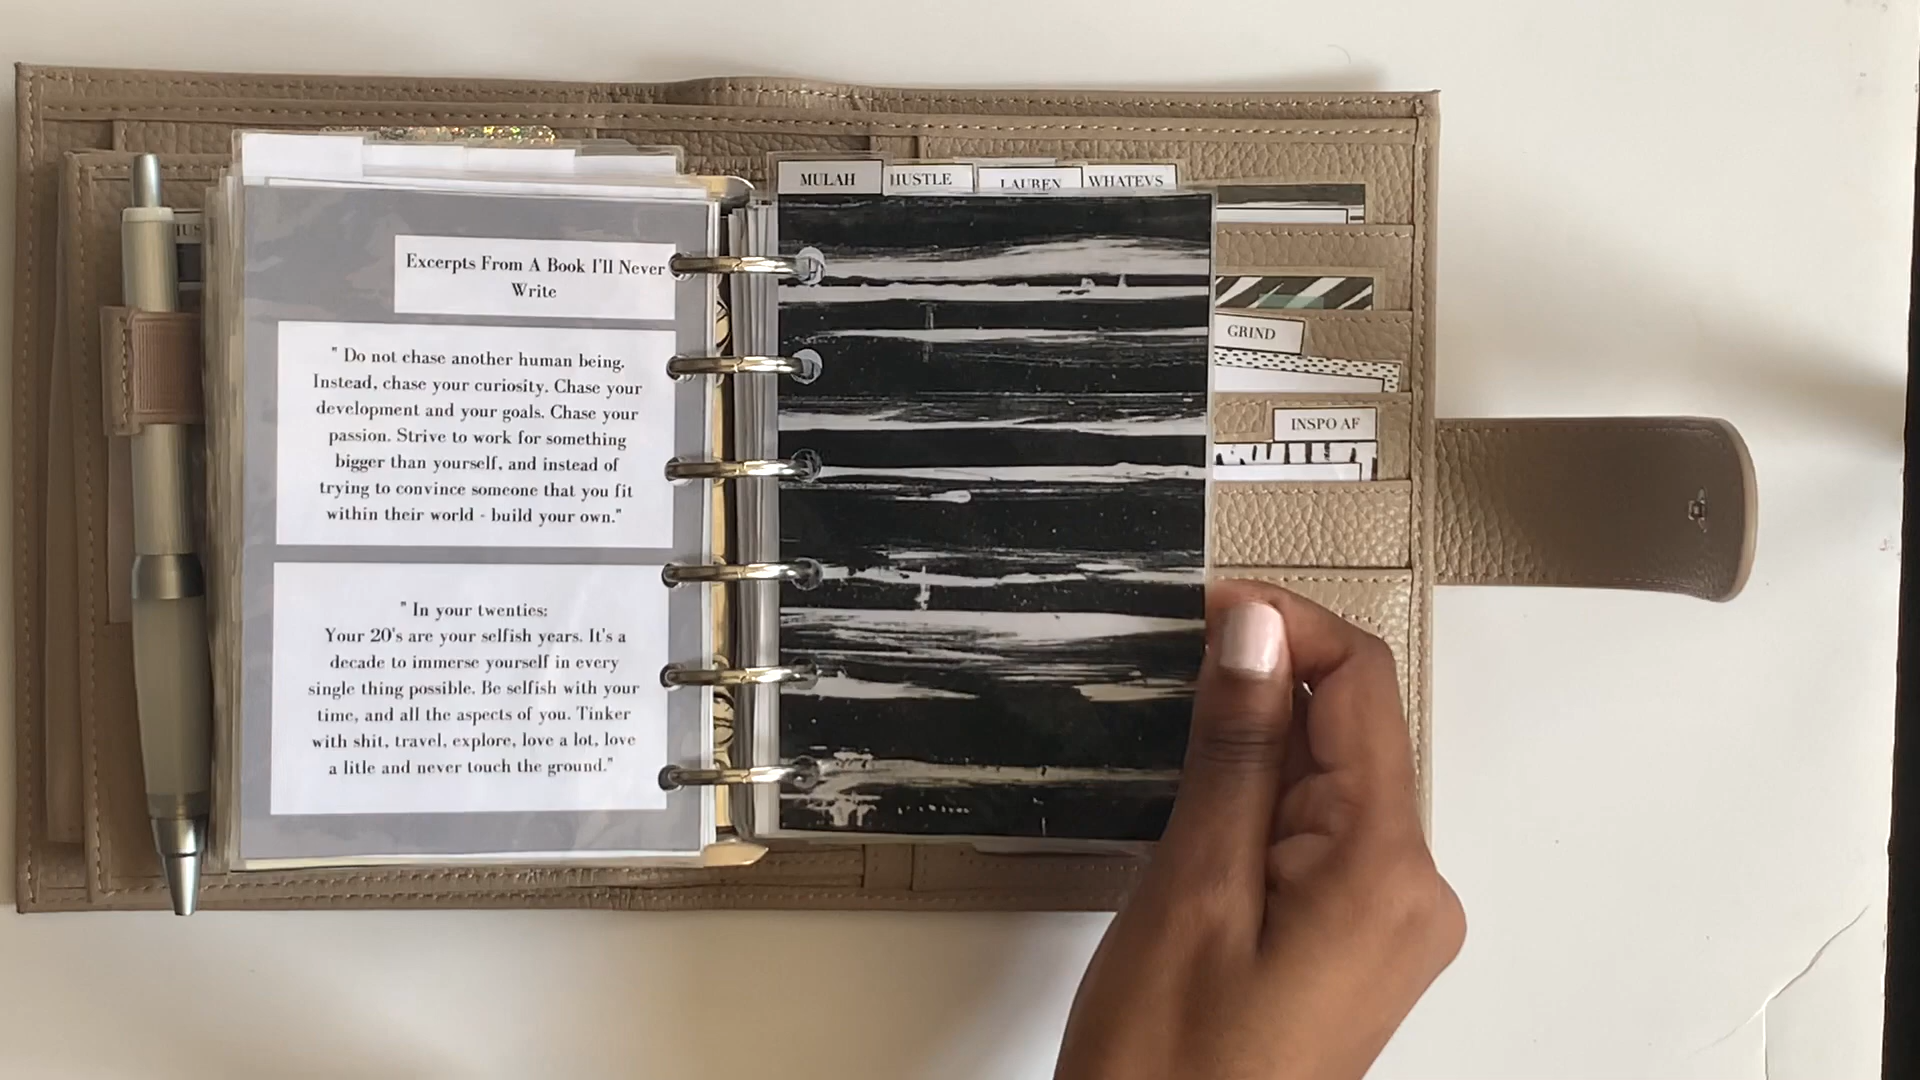 MULAH
HUSTLE
LAUREN
WHATEVS
HUS
Excerpts From A Book I'll Never
Write
" Do not chase another human being.
Instead, chase your curiosity. Chase your
development and your goals. Chase your
passion. Strive to work for something
bigger than yourself, and instead of
trying to convince someone that you fit
within their world - build your own."
" In your twenties:
Your 20's are your selfish years. It's a
decade to immerse yourself in every
single thing possible. Be selfish with your
time, and all the aspects of you. Tinker
with shit, travel, explore, love a lot, love
a litle and never touch the ground."
GRIND
INSPO AF